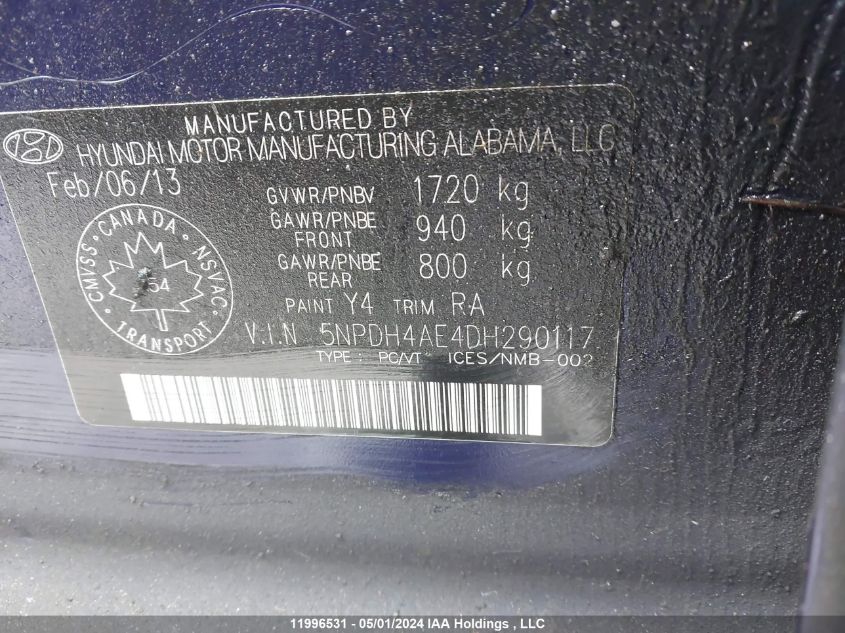 MANUFACTURED BY
HYUNDAI MOTOR MANUFACTURING ALABAMA, LLC
Feb/06/13
GVWR/PNBV 1720 kg
GAWR/PNBE FRONT 940 kg
GAWR/PNBE REAR 800 kg
CMVSS • CANADA • NSVAC • TRANSPORT
54
PAINT Y4 TRIM RA
V.I.N 5NPDH4AE4DH290117
TYPE : PC/VT ICES/NMB-002
11996531 - 05/01/2024 IAA Holdings, LLC